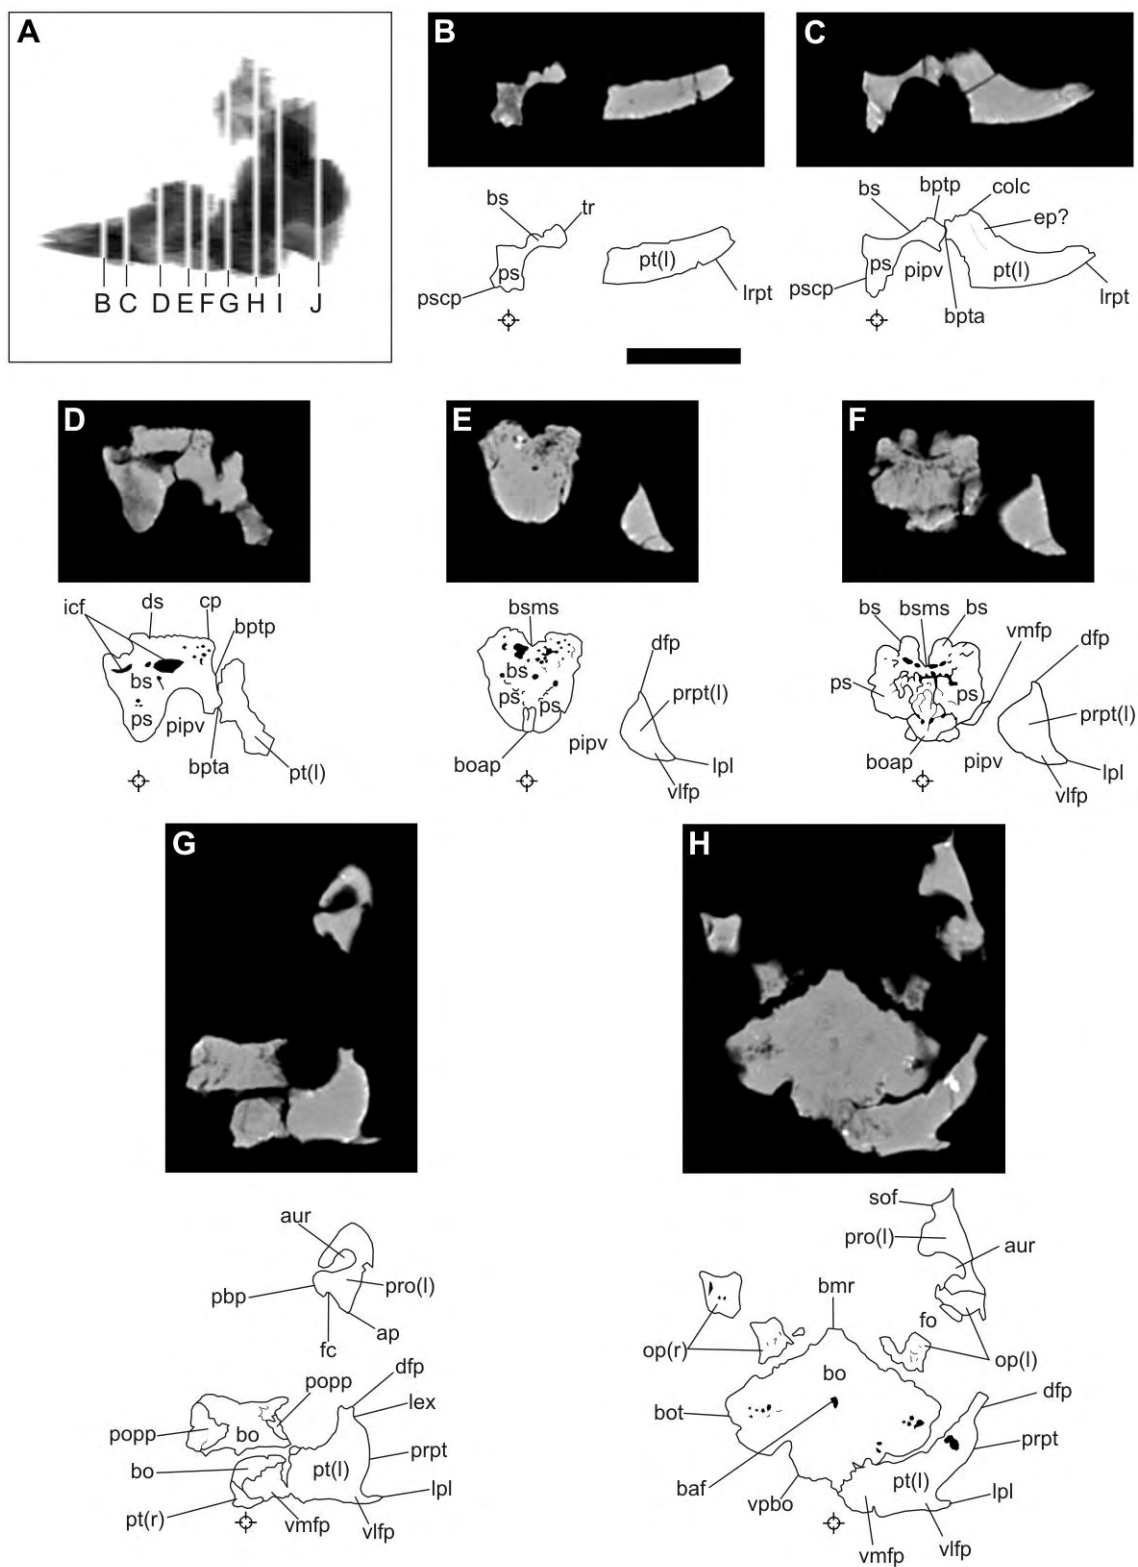 A
B C D E F G H I J
B
bs
tr
ps
pt(l)
pscp
lrpt
C
bs
bptp
colc
ep?
ps
pipv
pt(l)
pscp
lrpt
bpta
D
icf
ds
cp
bptp
bs
ps
pipv
bpta
pt(l)
E
bsms
dfp
bs
prpt(l)
ps
ps
pipv
boap
lpl
vlfp
F
bs
bsms
bs
vmfp
dfp
ps
ps
prpt(l)
boap
pipv
lpl
vlfp
G
aur
pbp
pro(l)
ap
fc
popp
dfp
lex
popp
bo
prpt
bo
pt(l)
lpl
pt(r)
vmfp
vlfp
H
sof
pro(l)
aur
bmr
fo
op(r)
op(l)
bo
dfp
bot
prpt
baf
pt(l)
lpl
vpbo
vmfp
vlfp